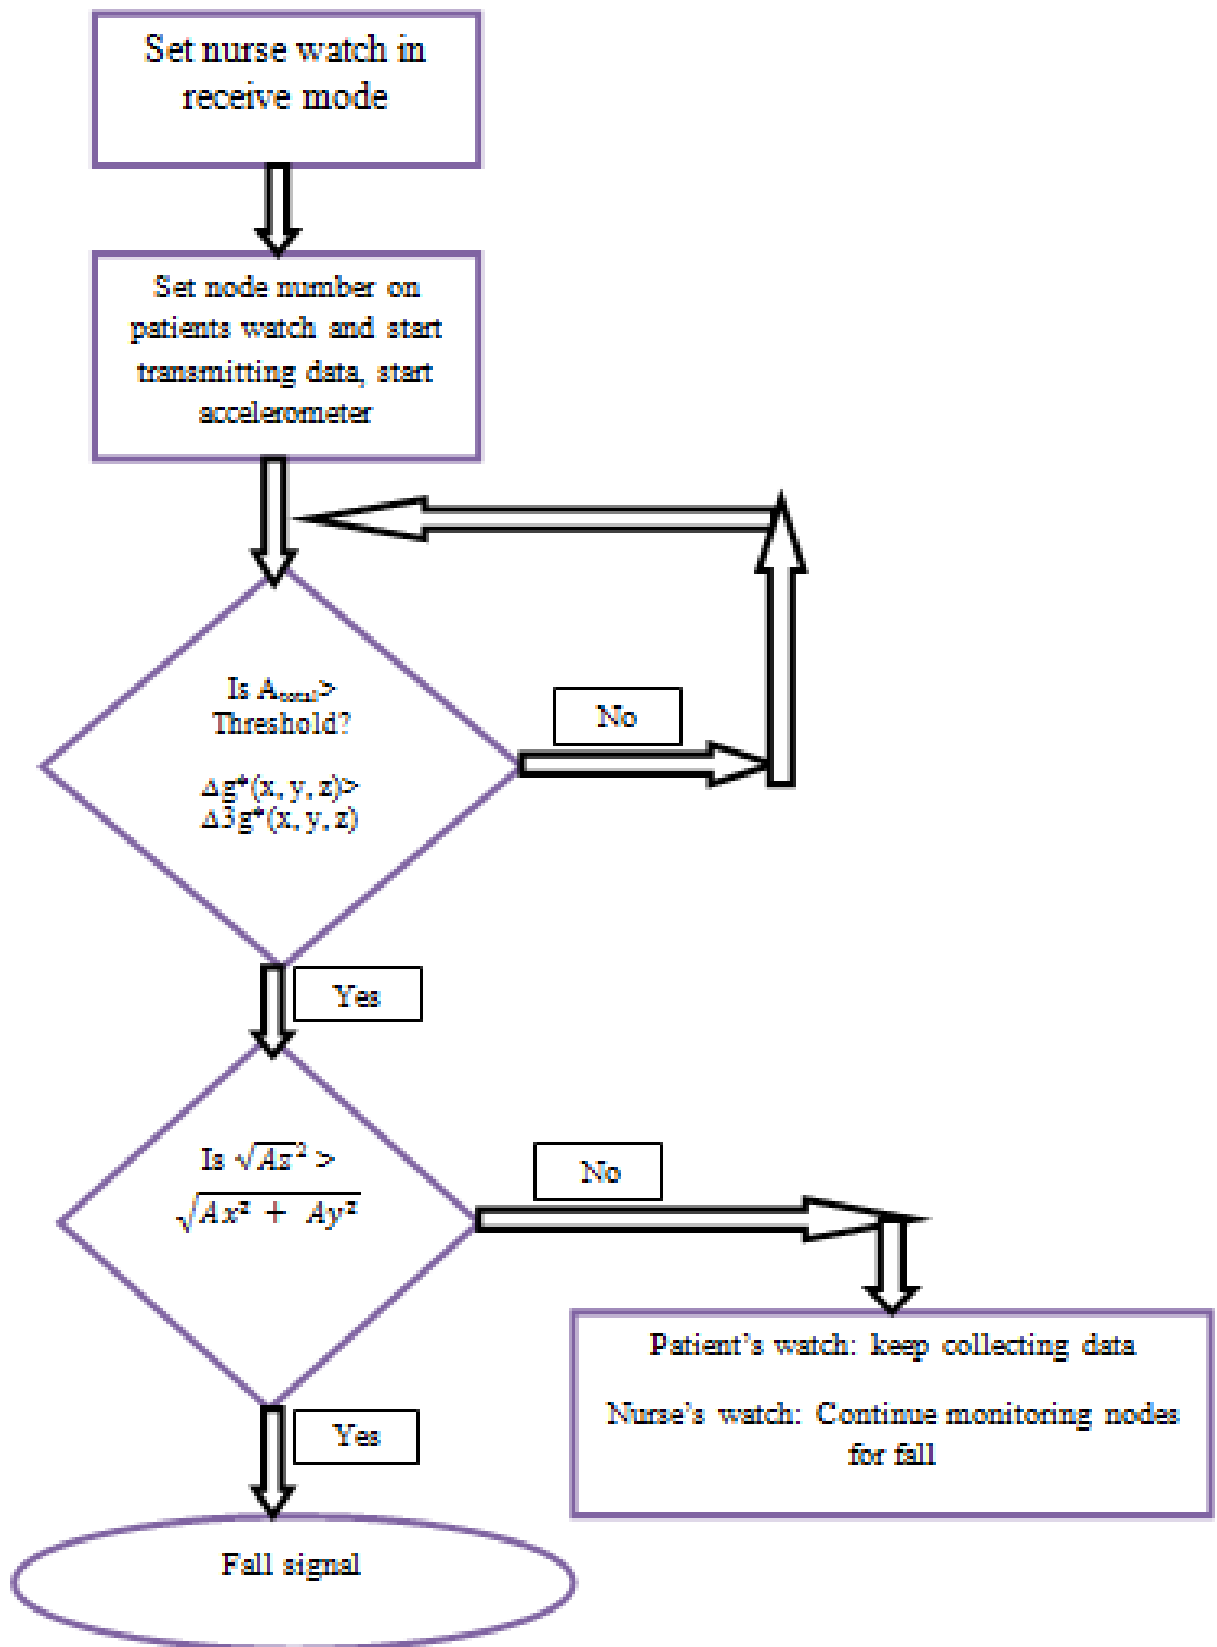 Set nurse watch in
receive mode
Set node number on
patients watch and start
transmitting data, start
accelerometer
Is A_total>
Threshold?
Δg*(x, y, z)>
Δ3g*(x, y, z)
No
Yes
Is √Az² >
√Ax² + Ay²
No
Patient's watch: keep collecting data
Nurse's watch: Continue monitoring nodes
for fall
Yes
Fall signal